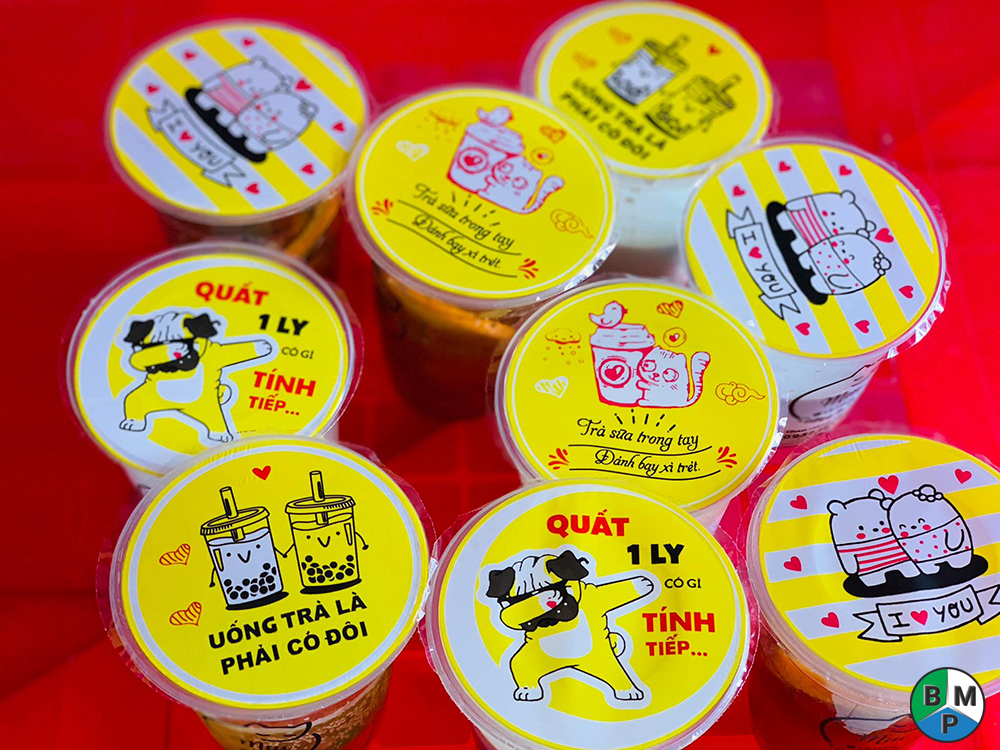 I ♥ YOU
UỐNG TRÀ LÀ
PHẢI CÓ ĐÔI
Trà sữa trong tay
Đánh bay xì trét.
I ♥ YOU
QUẤT
1 LY
CÓ GÌ
TÍNH
TIẾP...
Trà sữa trong tay
Đánh bay xì trét.
UỐNG TRÀ LÀ
PHẢI CÓ ĐÔI
QUẤT
1 LY
CÓ GÌ
TÍNH
TIẾP...
I ♥ YOU
B M
P